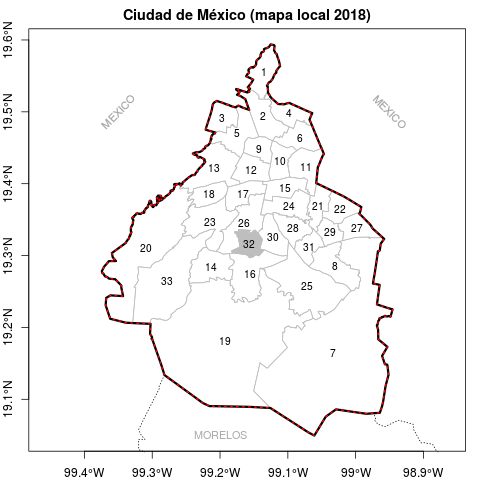 Ciudad de México (mapa local 2018)
19.6°N
19.5°N
19.4°N
19.3°N
19.2°N
19.1°N
MEXICO
MEXICO
1
2
3
4
5
6
9
10
11
12
13
15
17
18
24
21
22
23
26
27
28
29
30
32
31
20
14
16
8
33
25
19
7
MORELOS
99.4°W
99.3°W
99.2°W
99.1°W
99°W
98.9°W